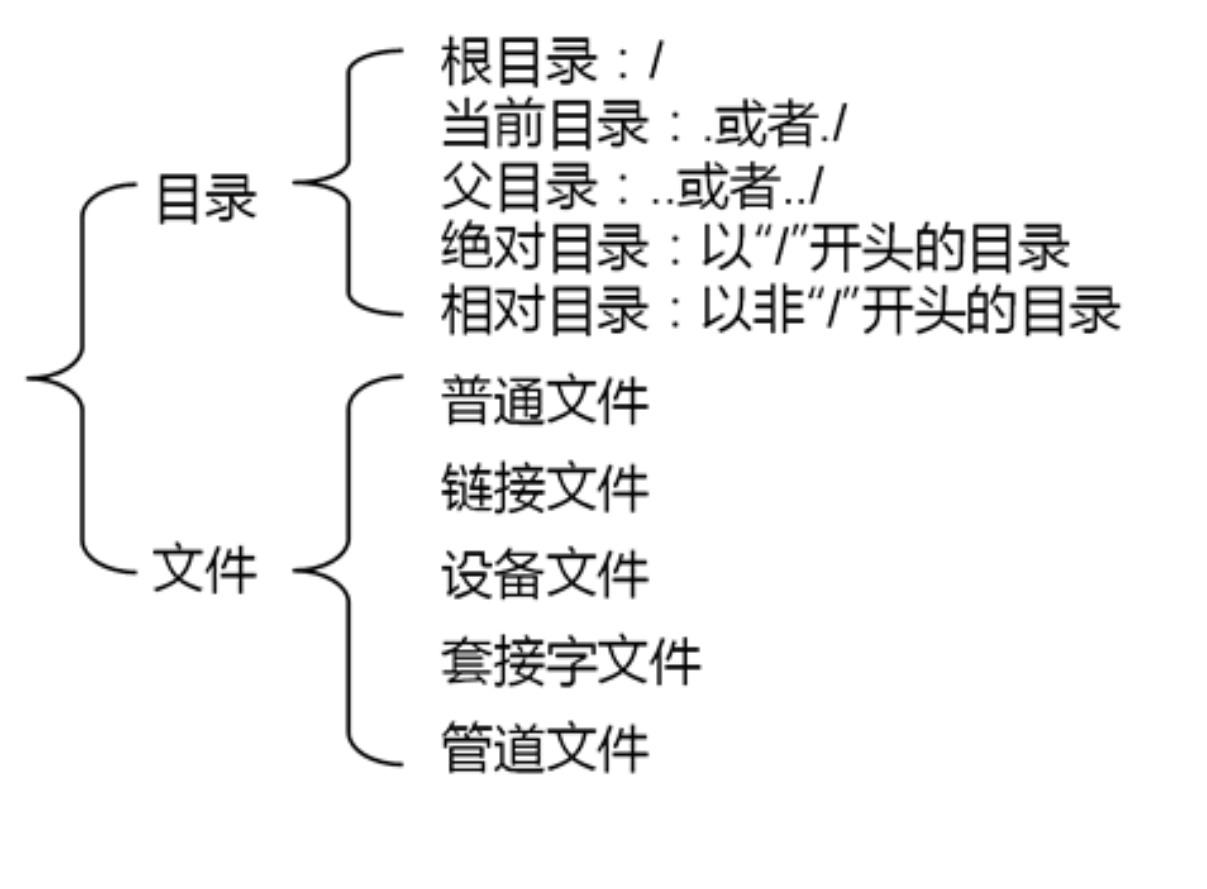 目录
根目录：/
当前目录：.或者./
父目录：..或者../
绝对目录：以“/”开头的目录
相对目录：以非“/”开头的目录
文件
普通文件
链接文件
设备文件
套接字文件
管道文件